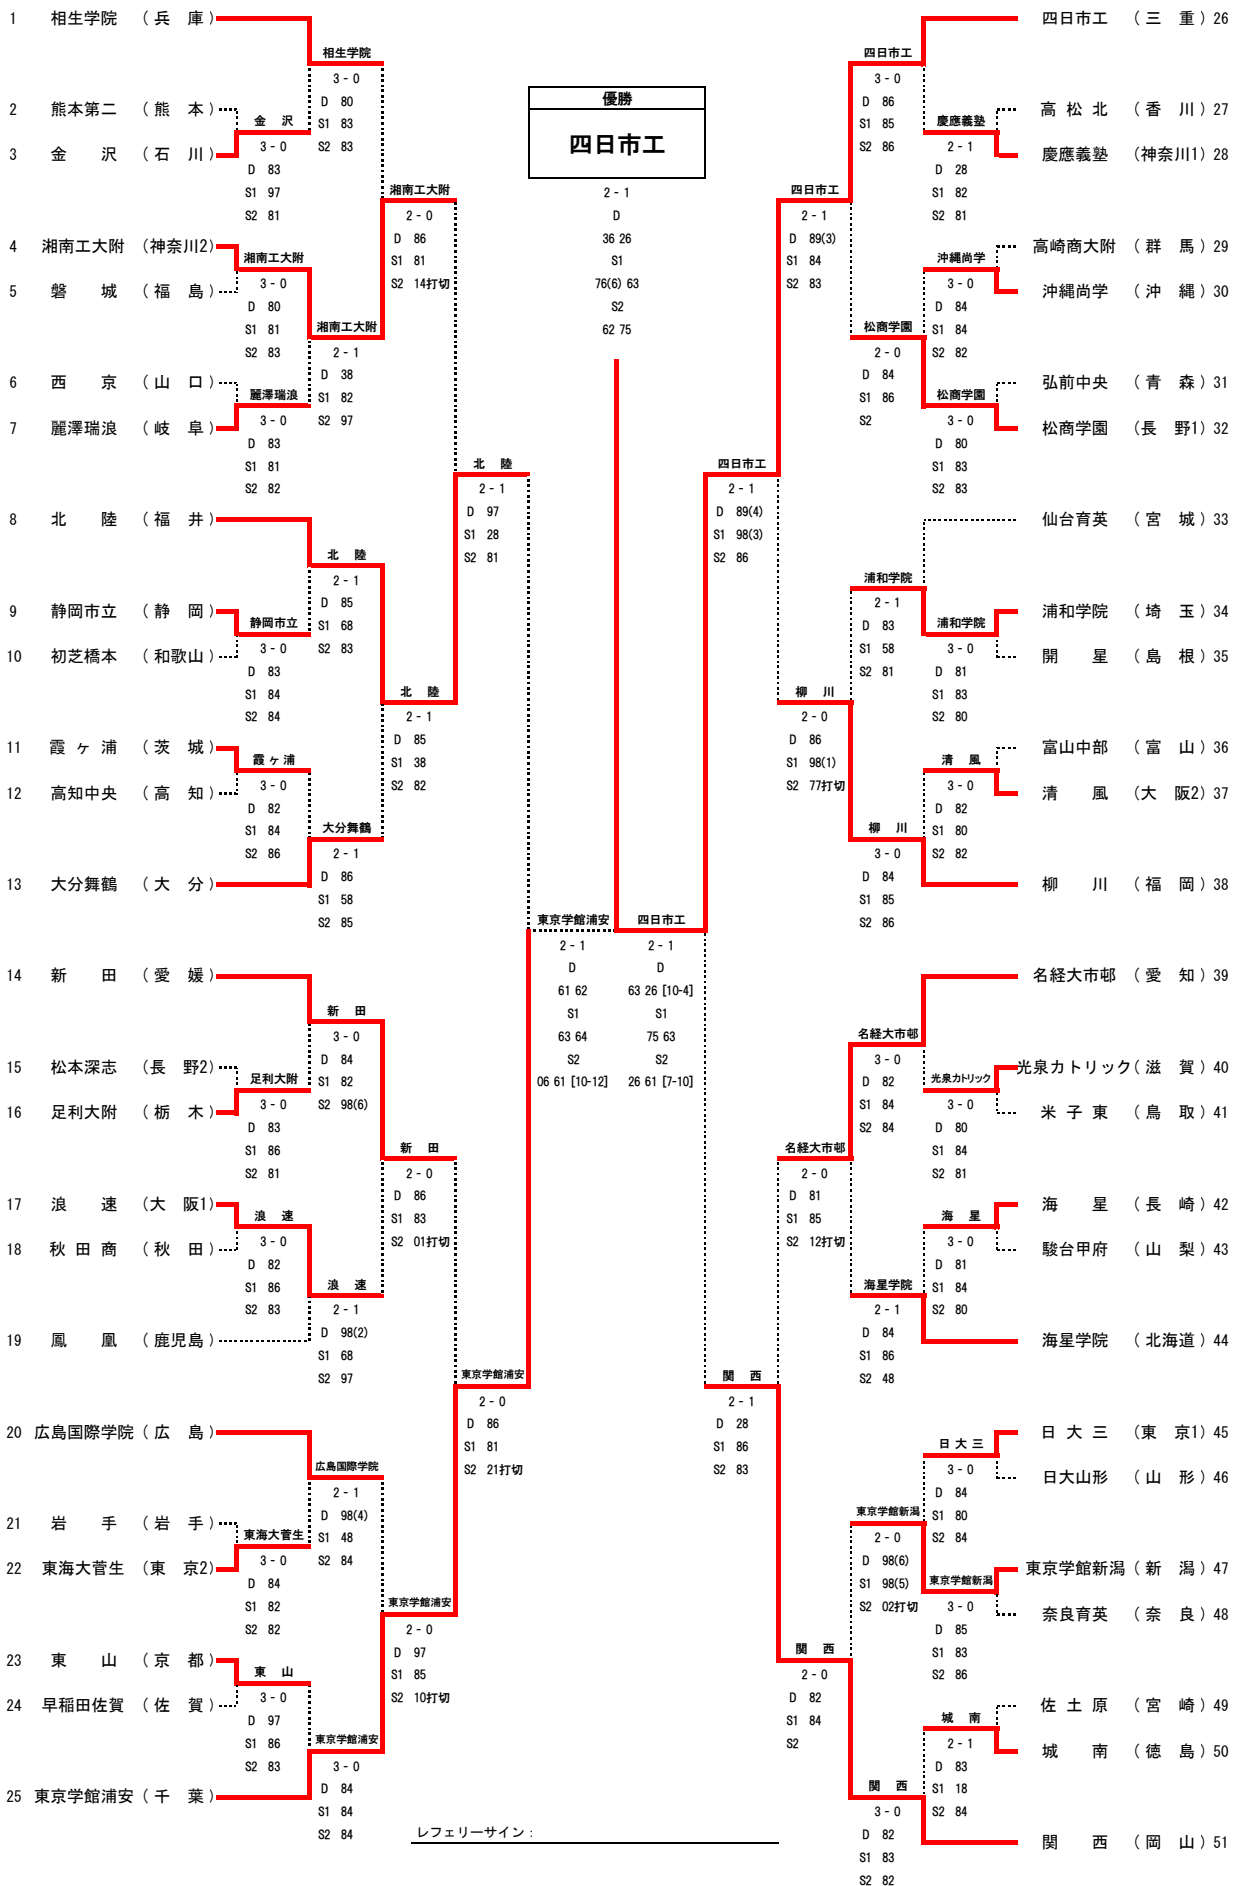 1 相生学院 （ 兵 庫 ）
2 熊本第二 （ 熊 本 ）
3 金 沢 （ 石 川 ）
4 湘南工大附 （神奈川2）
5 磐 城 （ 福 島 ）
6 西 京 （ 山 口 ）
7 麗澤瑞浪 （ 岐 阜 ）
8 北 陸 （ 福 井 ）
9 静岡市立 （ 静 岡 ）
10 初芝橋本 （ 和歌山 ）
11 霞 ヶ 浦 （ 茨 城 ）
12 高知中央 （ 高 知 ）
13 大分舞鶴 （ 大 分 ）
14 新 田 （ 愛 媛 ）
15 松本深志 （ 長 野2）
16 足利大附 （ 栃 木 ）
17 浪 速 （ 大 阪1）
18 秋 田 商 （ 秋 田 ）
19 鳳 凰 （ 鹿児島 ）
20 広島国際学院 （ 広 島 ）
21 岩 手 （ 岩 手 ）
22 東海大菅生 （ 東 京2）
23 東 山 （ 京 都 ）
24 早稲田佐賀 （ 佐 賀 ）
25 東京学館浦安 （ 千 葉 ）
金 沢
3 - 0
D 83
S1 97
S2 81
湘南工大附
3 - 0
D 80
S1 81
S2 83
麗澤瑞浪
3 - 0
D 83
S1 81
S2 82
静岡市立
3 - 0
D 83
S1 84
S2 84
霞 ヶ 浦
3 - 0
D 82
S1 84
S2 86
足利大附
3 - 0
D 83
S1 86
S2 81
浪 速
3 - 0
D 82
S1 86
S2 83
東海大菅生
3 - 0
D 84
S1 82
S2 82
東 山
3 - 0
D 97
S1 86
S2 83
相生学院
3 - 0
D 80
S1 83
S2 83
湘南工大附
2 - 1
D 38
S1 82
S2 97
北 陸
2 - 1
D 85
S1 68
S2 83
大分舞鶴
2 - 1
D 86
S1 58
S2 85
新 田
3 - 0
D 84
S1 82
S2 98(6)
浪 速
2 - 1
D 98(2)
S1 68
S2 97
広島国際学院
2 - 1
D 98(4)
S1 48
S2 84
東京学館浦安
3 - 0
D 84
S1 84
S2 84
湘南工大附
2 - 0
D 86
S1 81
S2 14打切
北 陸
2 - 1
D 85
S1 38
S2 82
新 田
2 - 0
D 86
S1 83
S2 01打切
東京学館浦安
2 - 0
D 97
S1 85
S2 10打切
北 陸
2 - 1
D 97
S1 28
S2 81
東京学館浦安
2 - 0
D 86
S1 81
S2 21打切
東京学館浦安
2 - 1
D
61 62
S1
63 64
S2
06 61 [10-12]
優勝
四日市工
2 - 1
D
36 26
S1
76(6) 63
S2
62 75
四日市工
2 - 1
D
63 26 [10-4]
S1
75 63
S2
26 61 [7-10]
四日市工
2 - 1
D 89(4)
S1 98(3)
S2 86
関 西
2 - 1
D 28
S1 86
S2 83
四日市工
2 - 1
D 89(3)
S1 84
S2 83
柳 川
2 - 0
D 86
S1 98(1)
S2 77打切
名経大市邨
2 - 0
D 81
S1 85
S2 12打切
関 西
2 - 0
D 82
S1 84
S2
四日市工
3 - 0
D 86
S1 85
S2 86
松商学園
2 - 0
D 84
S1 86
S2
浦和学院
2 - 1
D 83
S1 58
S2 81
柳 川
3 - 0
D 84
S1 85
S2 86
名経大市邨
3 - 0
D 82
S1 84
S2 84
海星学院
2 - 1
D 84
S1 86
S2 48
東京学館新潟
2 - 0
D 98(6)
S1 98(5)
S2 02打切
関 西
3 - 0
D 82
S1 83
S2 82
慶應義塾
2 - 1
D 28
S1 82
S2 81
沖縄尚学
3 - 0
D 84
S1 84
S2 82
松商学園
3 - 0
D 80
S1 83
S2 83
浦和学院
3 - 0
D 81
S1 83
S2 80
清 風
3 - 0
D 82
S1 80
S2 82
光泉カトリック
3 - 0
D 80
S1 84
S2 81
海 星
3 - 0
D 81
S1 84
S2 80
日 大 三
3 - 0
D 84
S1 80
S2 84
東京学館新潟
3 - 0
D 85
S1 83
S2 86
城 南
2 - 1
D 83
S1 18
S2 84
四日市工 （ 三 重 ）26
高 松 北 （ 香 川 ）27
慶應義塾 （神奈川1）28
高崎商大附 （ 群 馬 ）29
沖縄尚学 （ 沖 縄 ）30
弘前中央 （ 青 森 ）31
松商学園 （ 長 野1）32
仙台育英 （ 宮 城 ）33
浦和学院 （ 埼 玉 ）34
開 星 （ 島 根 ）35
富山中部 （ 富 山 ）36
清 風 （ 大 阪2）37
柳 川 （ 福 岡 ）38
名経大市邨 （ 愛 知 ）39
光泉カトリック （ 滋 賀 ）40
米 子 東 （ 鳥 取 ）41
海 星 （ 長 崎 ）42
駿台甲府 （ 山 梨 ）43
海星学院 （ 北海道 ）44
日 大 三 （ 東 京1）45
日大山形 （ 山 形 ）46
東京学館新潟 （ 新 潟 ）47
奈良育英 （ 奈 良 ）48
佐 土 原 （ 宮 崎 ）49
城 南 （ 徳 島 ）50
関 西 （ 岡 山 ）51
レフェリーサイン：